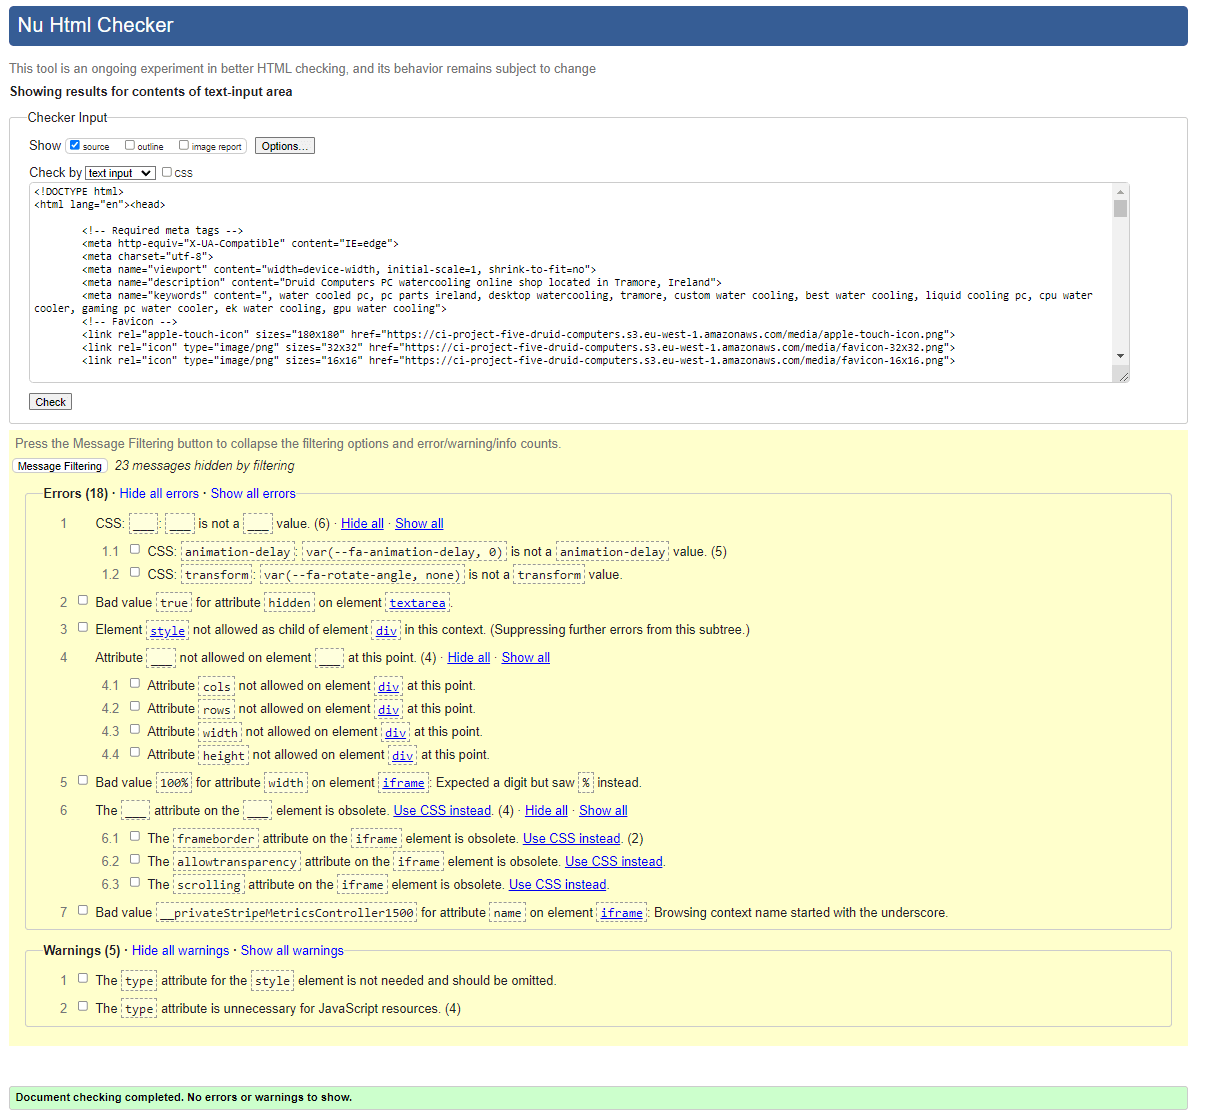 Nu Html Checker
This tool is an ongoing experiment in better HTML checking, and its behavior remains subject to change
Showing results for contents of text-input area
Checker Input
Show source outline image report Options...
Check by text input CSS
<!DOCTYPE html>
<html lang="en"><head>
<!-- Required meta tags -->
<meta http-equiv="X-UA-Compatible" content="IE=edge">
<meta charset="utf-8">
<meta name="viewport" content="width=device-width, initial-scale=1, shrink-to-fit=no">
<meta name="description" content="Druid Computers PC watercooling online shop located in Tramore, Ireland">
<meta name="keywords" content=", water cooled pc, pc parts ireland, desktop watercooling, tramore, custom water cooling, best water cooling, liquid cooling pc, cpu water
cooler, gaming pc water cooler, ek water cooling, gpu water cooling">
<!-- Favicon -->
<link rel="apple-touch-icon" sizes="180x180" href="https://ci-project-five-druid-computers.s3.eu-west-1.amazonaws.com/media/apple-touch-icon.png">
<link rel="icon" type="image/png" sizes="32x32" href="https://ci-project-five-druid-computers.s3.eu-west-1.amazonaws.com/media/favicon-32x32.png">
<link rel="icon" type="image/png" sizes="16x16" href="https://ci-project-five-druid-computers.s3.eu-west-1.amazonaws.com/media/favicon-16x16.png">
Check
Press the Message Filtering button to collapse the filtering options and error/warning/info counts.
Message Filtering 23 messages hidden by filtering
Errors (18) · Hide all errors · Show all errors
1 CSS: ___: ___ is not a ___ value. (6) · Hide all · Show all
1.1 CSS: animation-delay: var(--fa-animation-delay, 0) is not a animation-delay value. (5)
1.2 CSS: transform: var(--fa-rotate-angle, none) is not a transform value.
2 Bad value true for attribute hidden on element textarea.
3 Element style not allowed as child of element div in this context. (Suppressing further errors from this subtree.)
4 Attribute ___ not allowed on element ___ at this point. (4) · Hide all · Show all
4.1 Attribute cols not allowed on element div at this point.
4.2 Attribute rows not allowed on element div at this point.
4.3 Attribute width not allowed on element div at this point.
4.4 Attribute height not allowed on element div at this point.
5 Bad value 100% for attribute width on element iframe: Expected a digit but saw % instead.
6 The ___ attribute on the ___ element is obsolete. Use CSS instead. (4) · Hide all · Show all
6.1 The frameborder attribute on the iframe element is obsolete. Use CSS instead. (2)
6.2 The allowtransparency attribute on the iframe element is obsolete. Use CSS instead.
6.3 The scrolling attribute on the iframe element is obsolete. Use CSS instead.
7 Bad value __privateStripeMetricsController1500 for attribute name on element iframe: Browsing context name started with the underscore.
Warnings (5) · Hide all warnings · Show all warnings
1 The type attribute for the style element is not needed and should be omitted.
2 The type attribute is unnecessary for JavaScript resources. (4)
Document checking completed. No errors or warnings to show.